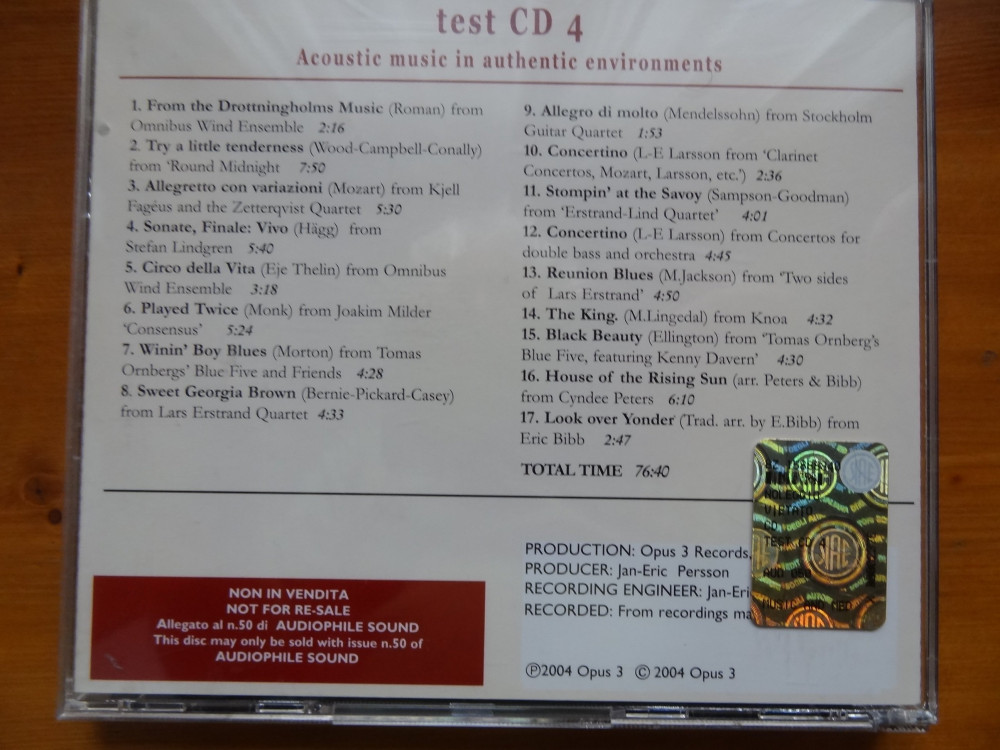 test CD 4
Acoustic music in authentic environments
1. From the Drottningholms Music (Roman) from
Omnibus Wind Ensemble 2:16
2. Try a little tenderness (Wood-Campbell-Conally)
from 'Round Midnight 7:50
3. Allegretto con variazioni (Mozart) from Kjell
Fagéus and the Zetterqvist Quartet 5:30
4. Sonate, Finale: Vivo (Hägg) from
Stefan Lindgren 5:40
5. Circo della Vita (Eje Thelin) from Omnibus
Wind Ensemble 3:18
6. Played Twice (Monk) from Joakim Milder
'Consensus' 5:24
7. Winin' Boy Blues (Morton) from Tomas
Ornbergs' Blue Five and Friends 4:28
8. Sweet Georgia Brown (Bernie-Pickard-Casey)
from Lars Erstrand Quartet 4:33
9. Allegro di molto (Mendelssohn) from Stockholm
Guitar Quartet 1:53
10. Concertino (L-E Larsson from 'Clarinet
Concertos, Mozart, Larsson, etc.') 2:36
11. Stompin' at the Savoy (Sampson-Goodman)
from 'Erstrand-Lind Quartet' 4:01
12. Concertino (L-E Larsson) from Concertos for
double bass and orchestra 4:45
13. Reunion Blues (M.Jackson) from 'Two sides
of Lars Erstrand' 4:50
14. The King. (M.Lingedal) from Knoa 4:32
15. Black Beauty (Ellington) from 'Tomas Ornberg's
Blue Five, featuring Kenny Davern' 4:30
16. House of the Rising Sun (arr. Peters & Bibb)
from Cyndee Peters 6:10
17. Look over Yonder (Trad. arr. by E.Bibb) from
Eric Bibb 2:47
TOTAL TIME 76:40
NON IN VENDITA
NOT FOR RE-SALE
Allegato al n.50 di AUDIOPHILE SOUND
This disc may only be sold with issue n.50 of
AUDIOPHILE SOUND
PRODUCTION: Opus 3 Records,
PRODUCER: Jan-Eric Persson
RECORDING ENGINEER: Jan-Eri
RECORDED: From recordings ma
℗2004 Opus 3 © 2004 Opus 3
NOLEGGIO
VIETATO
CD
TEST CD 4